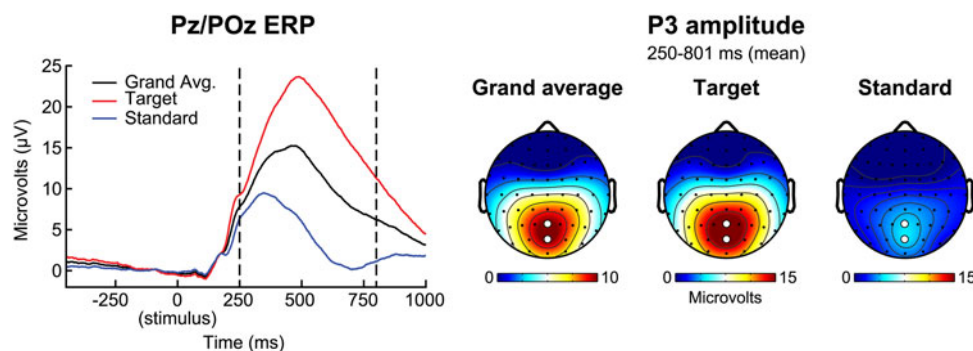 Pz/POz ERP
25
20
15
10
5
0
Microvolts (µV)
Grand Avg.
Target
Standard
-250
0
250
500
750
1000
(stimulus)
Time (ms)
P3 amplitude
250-801 ms (mean)
Grand average
Target
Standard
0
10
0
15
0
15
Microvolts